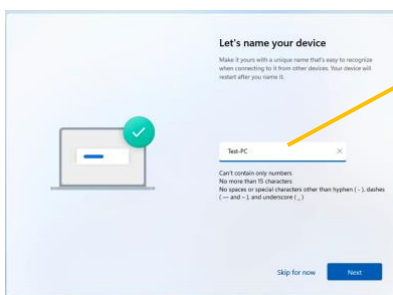 Let's name your device
Make it yours with a unique name that's easy to recognize
when connecting to it from other devices. Your device will
restart after you name it.
Test-PC
Can't contain only numbers
No more than 15 characters
No spaces or special characters other than hyphen ( - ), dashes
( — and – ), and underscore ( _ )
Skip for now
Next